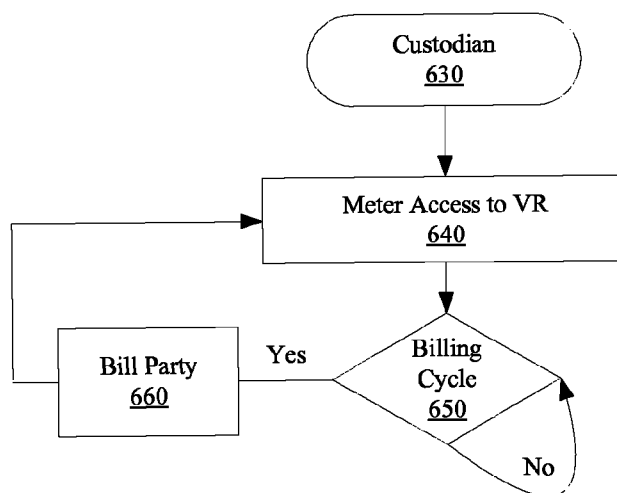 Custodian
630
Meter Access to VR
640
Billing
Cycle
650
Yes
Bill Party
660
No